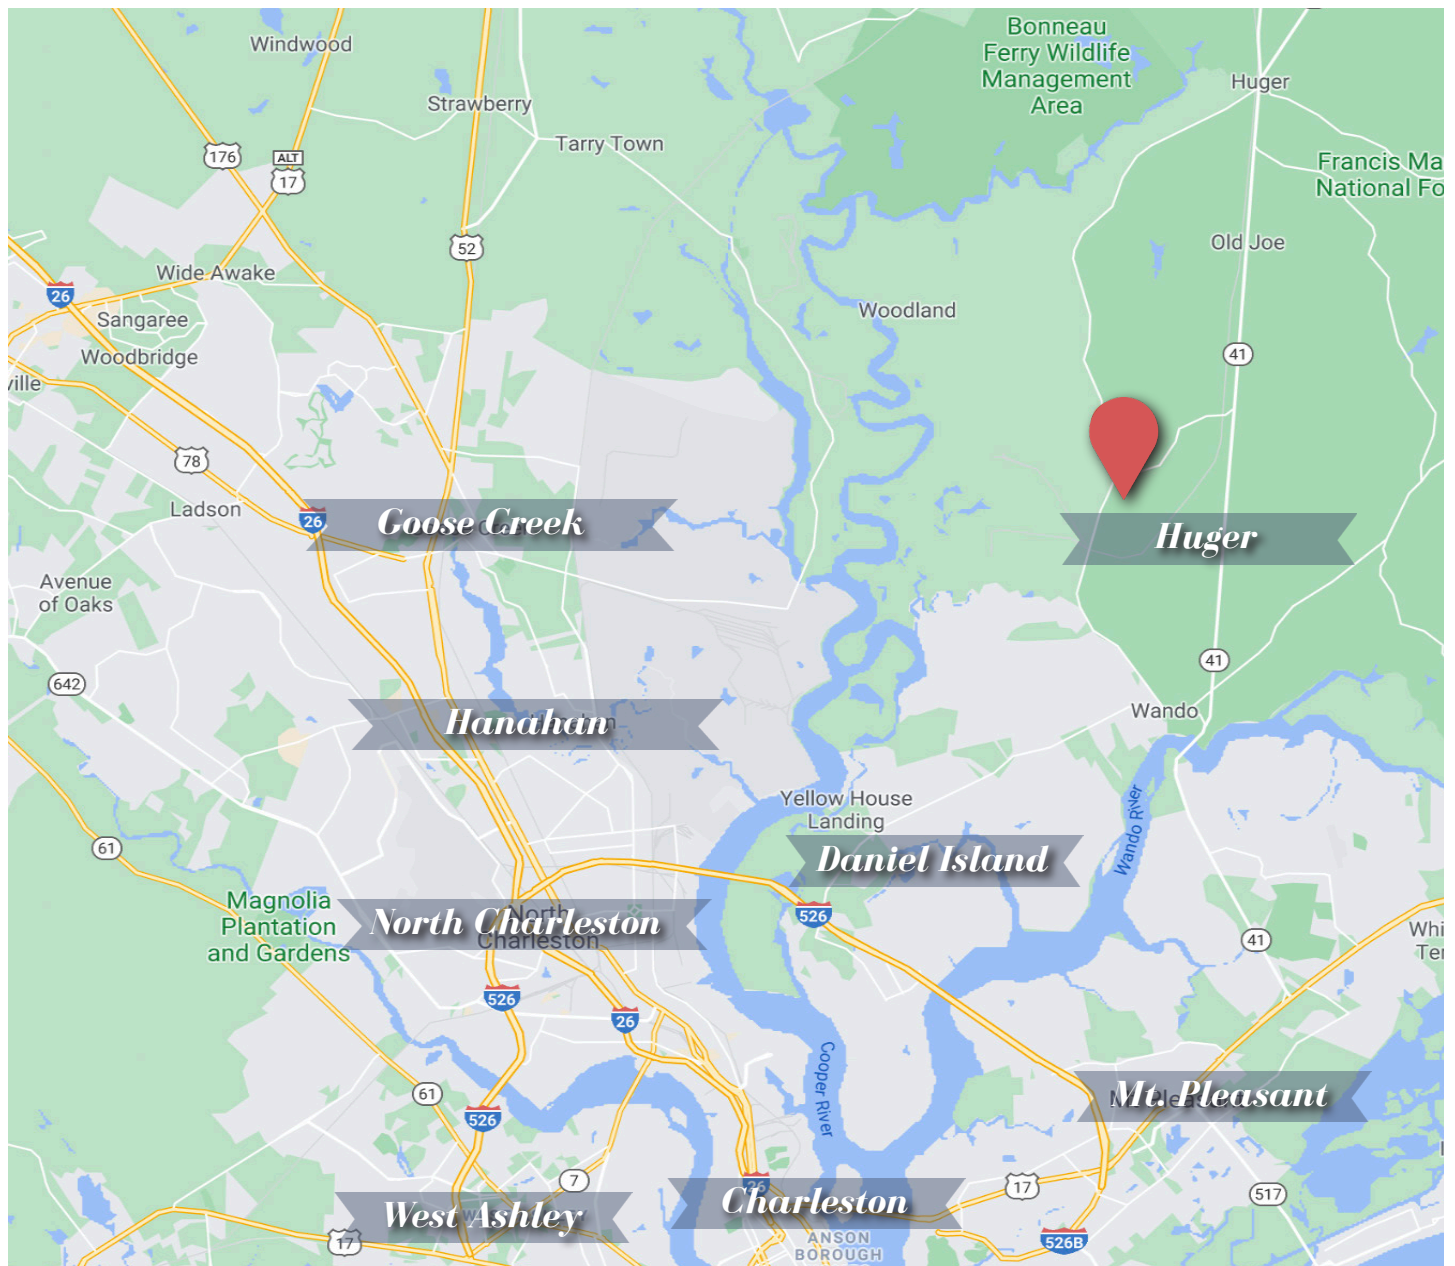 Bonneau
Ferry Wildlife
Management
Area
Windwood
Huger
Strawberry
Tarry Town
176
ALT
17
Francis Ma
National Fo
52
Old Joe
Wide Awake
26
Sangaree
Woodland
Woodbridge
41
ville
78
Ladson
26
Goose Creek
Huger
Avenue
of Oaks
41
642
Wando
Hanahan
Yellow House
Landing
Wando River
61
Daniel Island
Magnolia
Plantation
and Gardens
North Charleston
North
Charleston
526
41
Whi
Ter
526
26
Cooper River
61
Mt. Pleasant
526
7
26
17
517
Charleston
West Ashley
17
ANSON
BOROUGH
526B